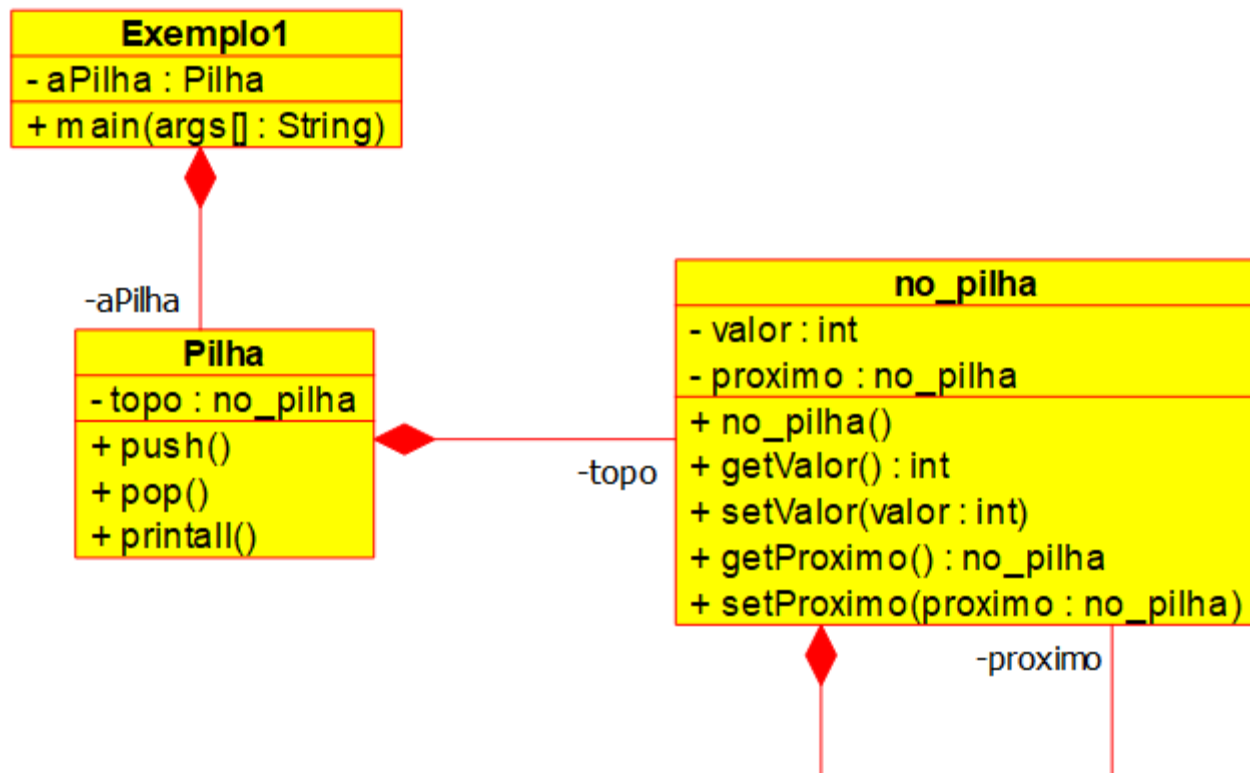 Exemplo1
- aPilha : Pilha
+ main(args[] : String)
-aPilha
Pilha
- topo : no_pilha
+ push()
+ pop()
+ printall()
-topo
no_pilha
- valor : int
- proximo : no_pilha
+ no_pilha()
+ getValor() : int
+ setValor(valor : int)
+ getProximo() : no_pilha
+ setProximo(proximo : no_pilha)
-proximo